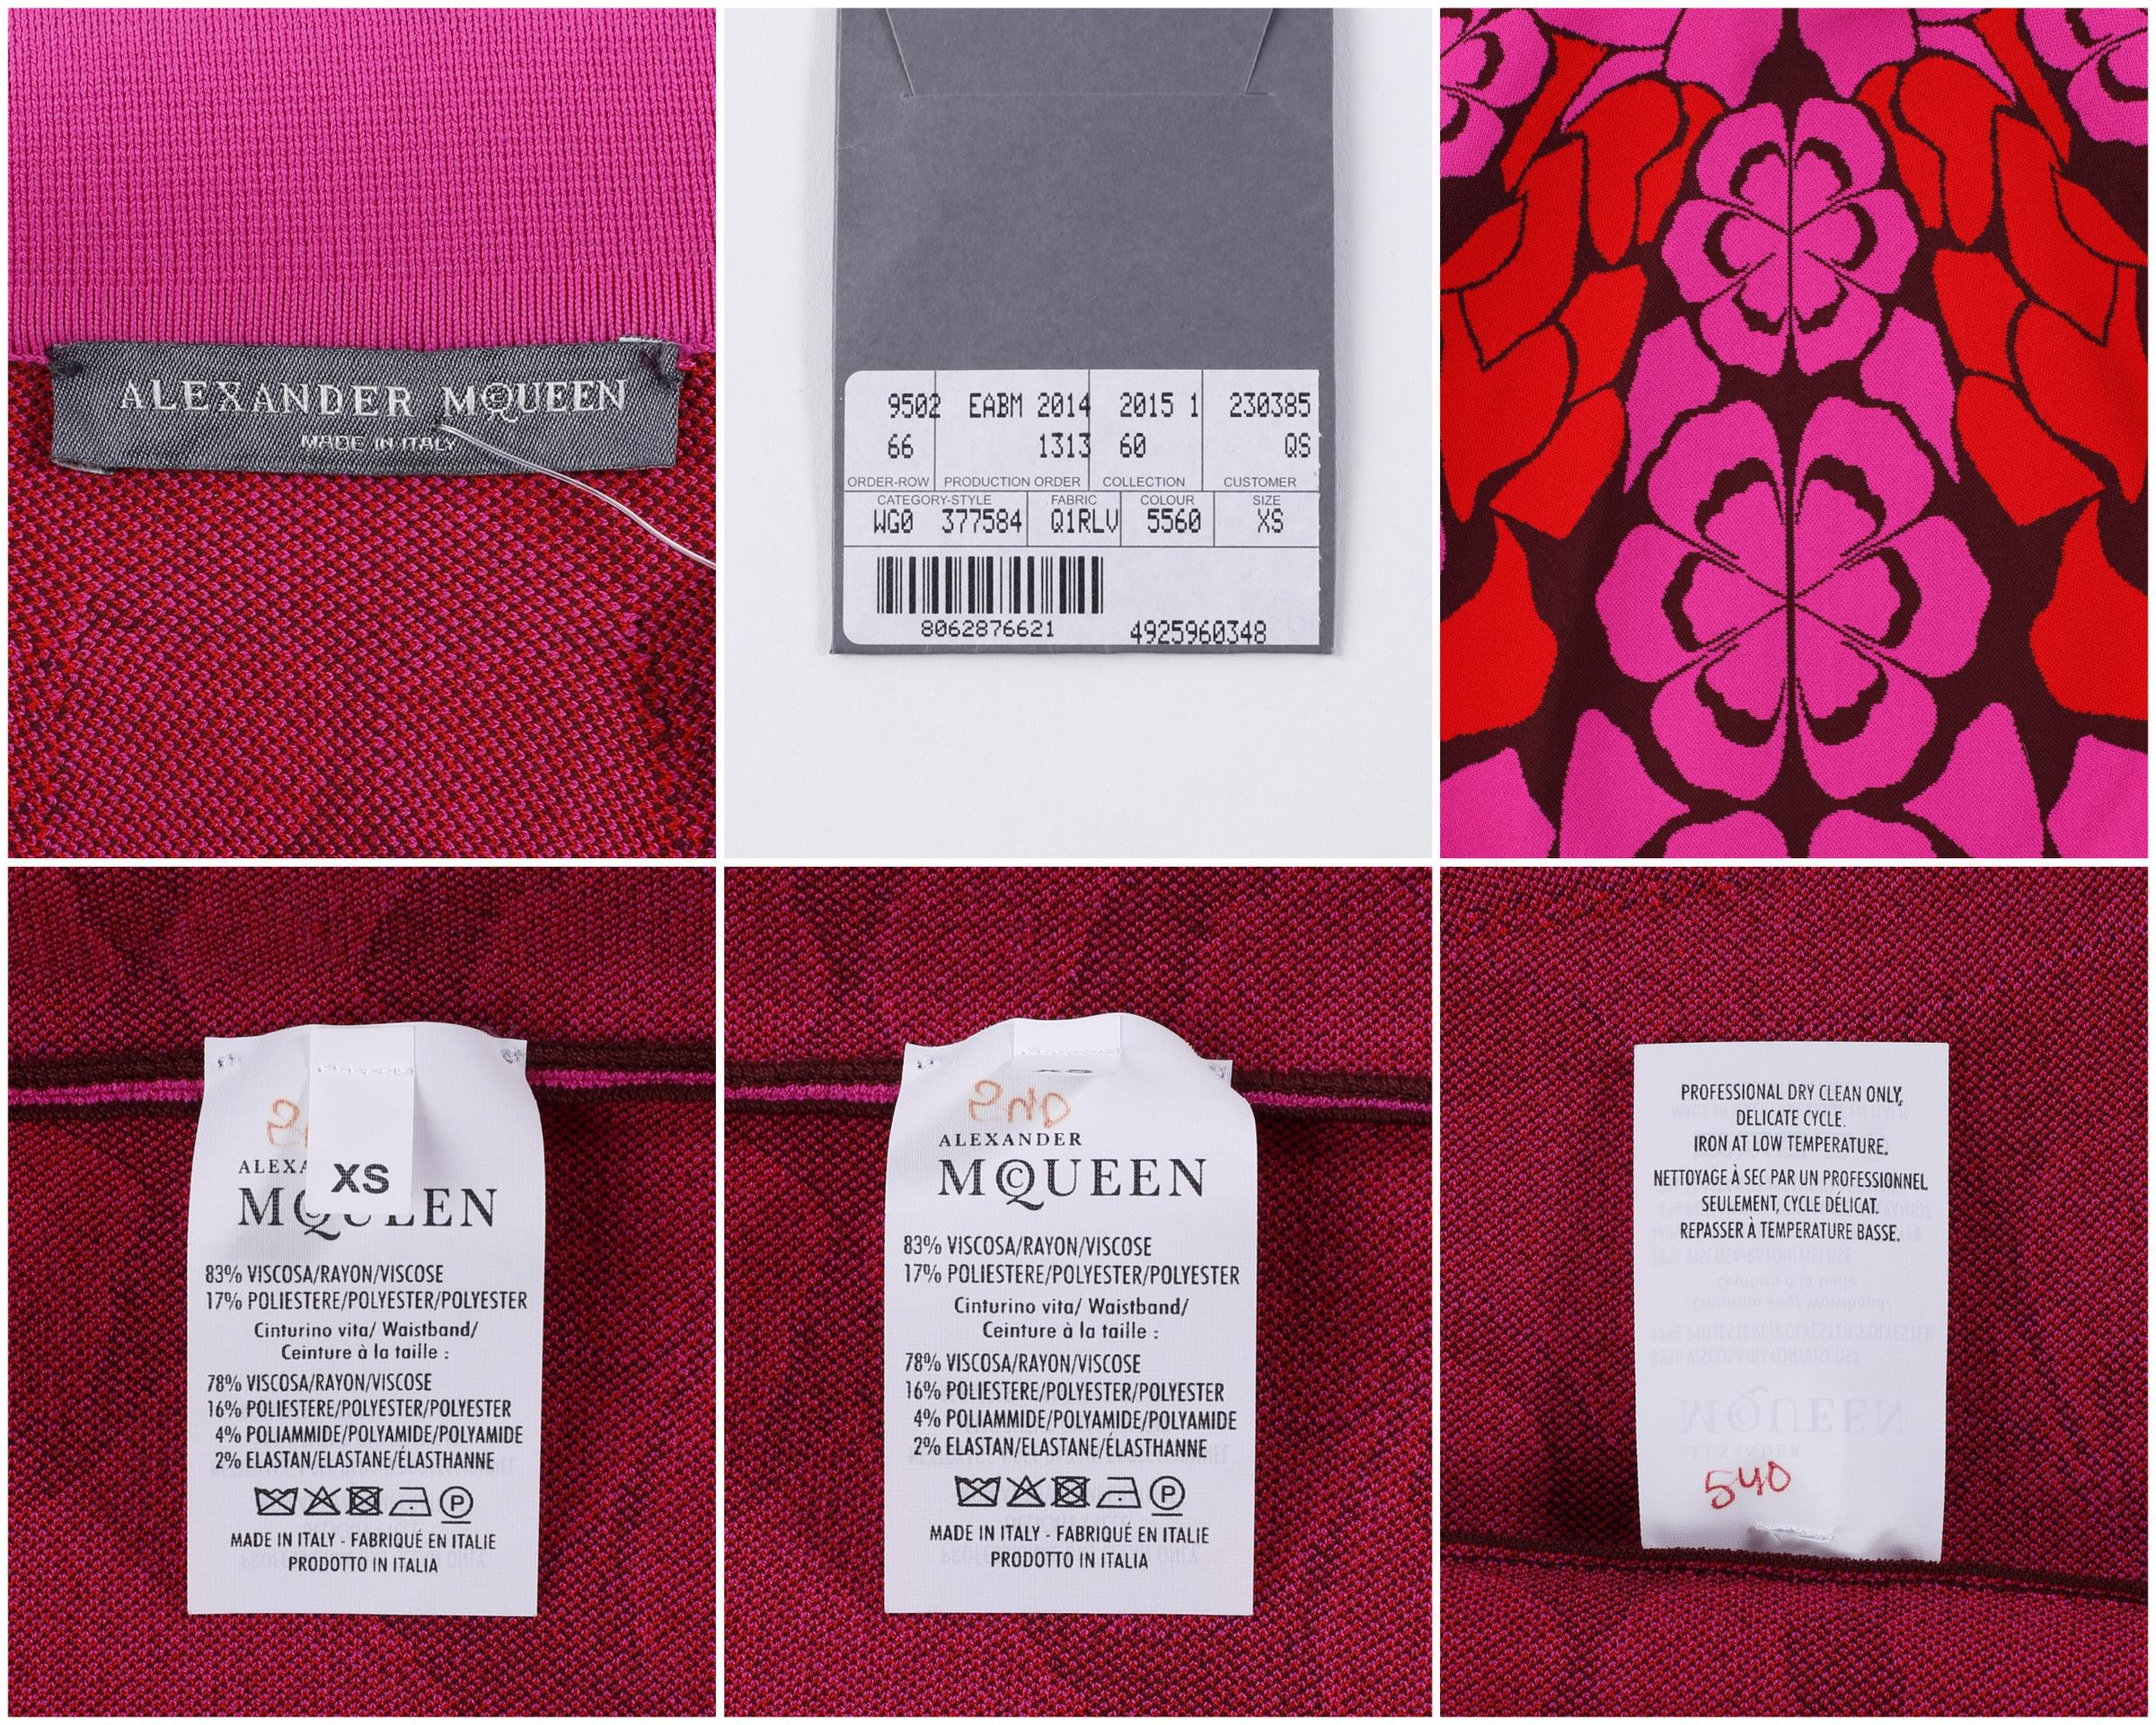 ALEXANDER MCQUEEN
MADE IN ITALY
9502 EABM 2014 2015 1 230385
66 1313 60 QS
ORDER-ROW PRODUCTION ORDER COLLECTION CUSTOMER
CATEGORY-STYLE FABRIC COLOUR SIZE
WG0 377584 Q1RLV 5560 XS
8062876621 4925960348
XS
83% VISCOSA/RAYON/VISCOSE
17% POLIESTERE/POLYESTER/POLYESTER
Cinturino vita/ Waistband/
Ceinture à la taille :
78% VISCOSA/RAYON/VISCOSE
16% POLIESTERE/POLYESTER/POLYESTER
4% POLIAMMIDE/POLYAMIDE/POLYAMIDE
2% ELASTAN/ELASTANE/ÉLASTHANNE
P
MADE IN ITALY - FABRIQUÉ EN ITALIE
PRODOTTO IN ITALIA
ALEXANDER
MCQUEEN
83% VISCOSA/RAYON/VISCOSE
17% POLIESTERE/POLYESTER/POLYESTER
Cinturino vita/ Waistband/
Ceinture à la taille :
78% VISCOSA/RAYON/VISCOSE
16% POLIESTERE/POLYESTER/POLYESTER
4% POLIAMMIDE/POLYAMIDE/POLYAMIDE
2% ELASTAN/ELASTANE/ÉLASTHANNE
P
MADE IN ITALY - FABRIQUÉ EN ITALIE
PRODOTTO IN ITALIA
PROFESSIONAL DRY CLEAN ONLY,
DELICATE CYCLE.
IRON AT LOW TEMPERATURE.
NETTOYAGE À SEC PAR UN PROFESSIONNEL
SEULEMENT, CYCLE DÉLICAT.
REPASSER À TEMPERATURE BASSE.
540